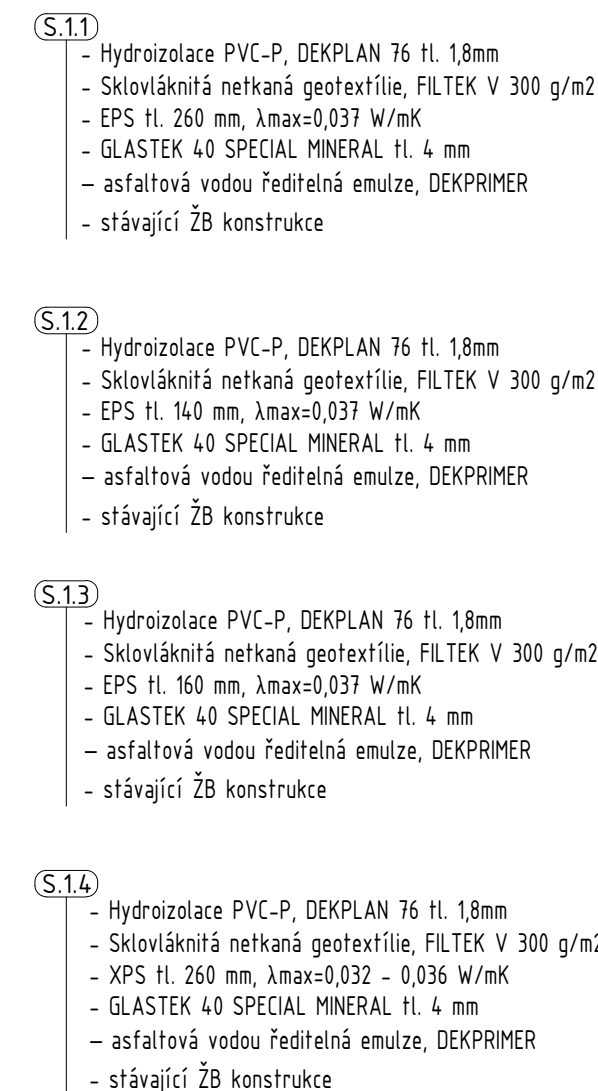 S.1.1
- Hydroizolace PVC-P, DEKPLAN 76 tl. 1,8mm
- Sklovláknitá netkaná geotextílie, FILTEK V 300 g/m2
- EPS tl. 260 mm, λmax=0,037 W/mK
- GLASTEK 40 SPECIAL MINERAL tl. 4 mm
– asfaltová vodou ředitelná emulze, DEKPRIMER
- stávající ŽB konstrukce
S.1.2
- Hydroizolace PVC-P, DEKPLAN 76 tl. 1,8mm
- Sklovláknitá netkaná geotextílie, FILTEK V 300 g/m2
- EPS tl. 140 mm, λmax=0,037 W/mK
- GLASTEK 40 SPECIAL MINERAL tl. 4 mm
– asfaltová vodou ředitelná emulze, DEKPRIMER
- stávající ŽB konstrukce
S.1.3
- Hydroizolace PVC-P, DEKPLAN 76 tl. 1,8mm
- Sklovláknitá netkaná geotextílie, FILTEK V 300 g/m2
- EPS tl. 160 mm, λmax=0,037 W/mK
- GLASTEK 40 SPECIAL MINERAL tl. 4 mm
– asfaltová vodou ředitelná emulze, DEKPRIMER
- stávající ŽB konstrukce
S.1.4
- Hydroizolace PVC-P, DEKPLAN 76 tl. 1,8mm
- Sklovláknitá netkaná geotextílie, FILTEK V 300 g/m2
- XPS tl. 260 mm, λmax=0,032 - 0,036 W/mK
- GLASTEK 40 SPECIAL MINERAL tl. 4 mm
– asfaltová vodou ředitelná emulze, DEKPRIMER
- stávající ŽB konstrukce